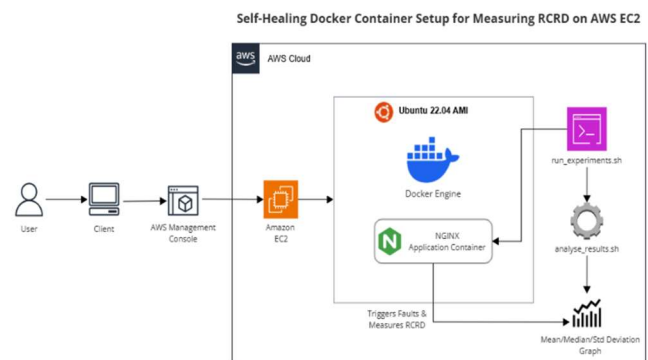 Self-Healing Docker Container Setup for Measuring RCRD on AWS EC2
aws
AWS Cloud
Ubuntu 22.04 AMI
Docker Engine
run_experiments.sh
User
Client
AWS Management
Console
Amazon
EC2
N
NGINX
Application Container
analyse_results.sh
Triggers Faults &
Measures RCRD
Mean/Median/Std Deviation
Graph